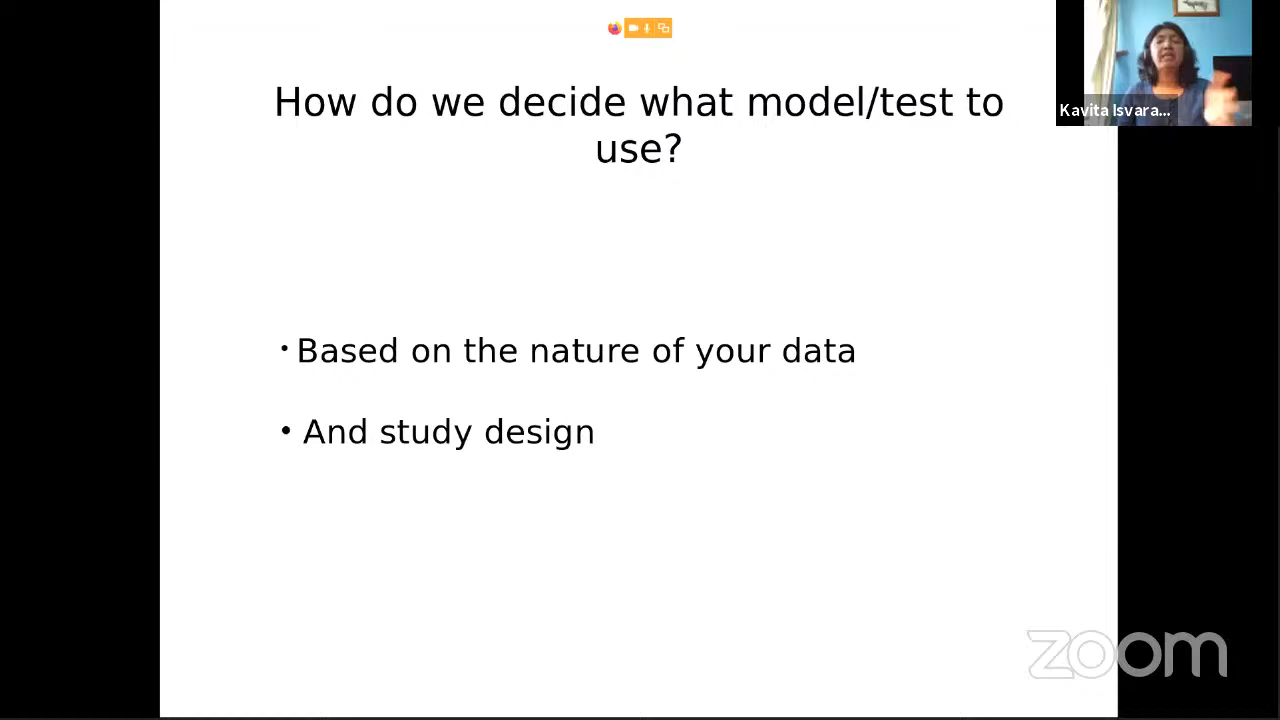 How do we decide what model/test to
use?
Kavita Isvara...
• Based on the nature of your data
• And study design
zoom